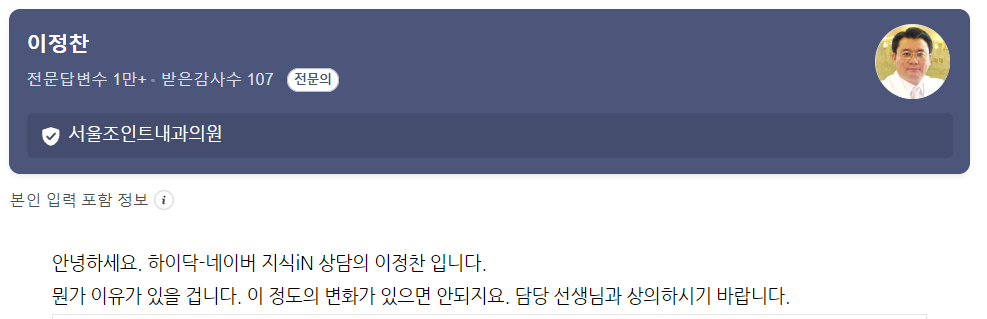 이정찬
전문답변수 1만+ 받은감사수 107 전문의
서울조인트내과의원
본인 입력 포함 정보 i
안녕하세요. 하이닥-네이버 지식iN 상담의 이정찬 입니다.
뭔가 이유가 있을 겁니다. 이 정도의 변화가 있으면 안되지요. 담당 선생님과 상의하시기 바랍니다.